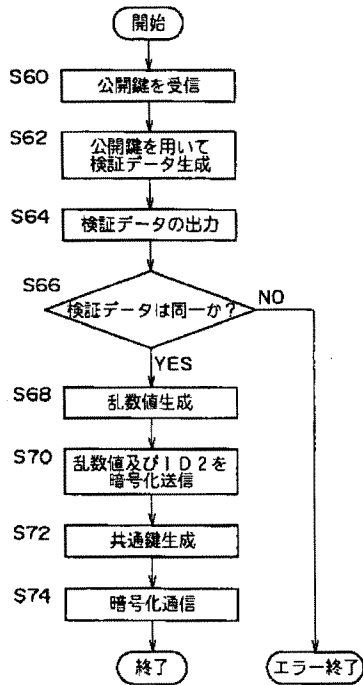 開始
S60
公開鍵を受信
S62
公開鍵を用いて
検証データ生成
S64
検証データの出力
S66
検証データは同一か？
NO
YES
S68
乱数値生成
S70
乱数値及びID2を
暗号化送信
S72
共通鍵生成
S74
暗号化通信
終了
エラー終了